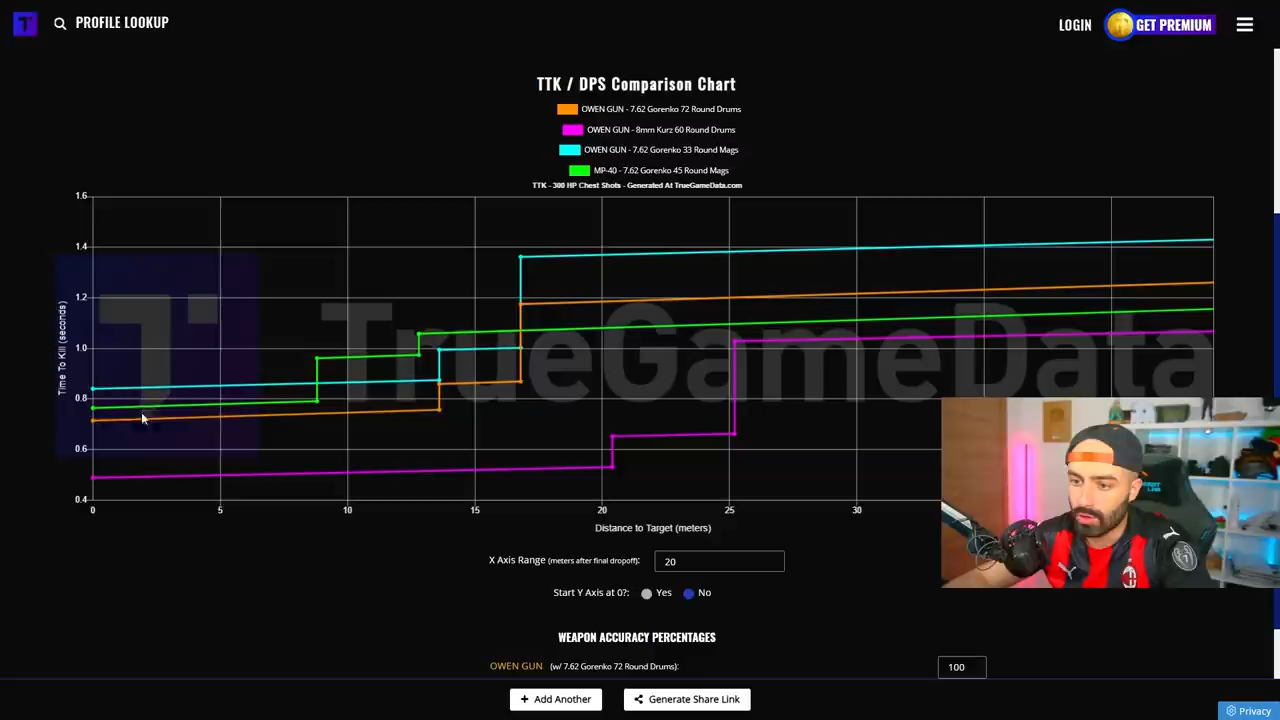 PROFILE LOOKUP
LOGIN
GET PREMIUM
TTK / DPS Comparison Chart
OWEN GUN - 7.62 Gorenko 72 Round Drums
OWEN GUN - 8mm Kurz 60 Round Drums
OWEN GUN - 7.62 Gorenko 33 Round Mags
MP-40 - 7.62 Gorenko 45 Round Mags
TTK - 300 HP Chest Shots - Generated At TrueGameData.com
1.6
1.4
1.2
1.0
0.8
0.6
0.4
Time To Kill (seconds)
TrueGameData
0 5 10 15 20 25 30
Distance to Target (meters)
X Axis Range (meters after final dropoff): 20
Start Y Axis at 0?: Yes No
WEAPON ACCURACY PERCENTAGES
OWEN GUN (w/ 7.62 Gorenko 72 Round Drums): 100
+ Add Another
Generate Share Link
Privacy